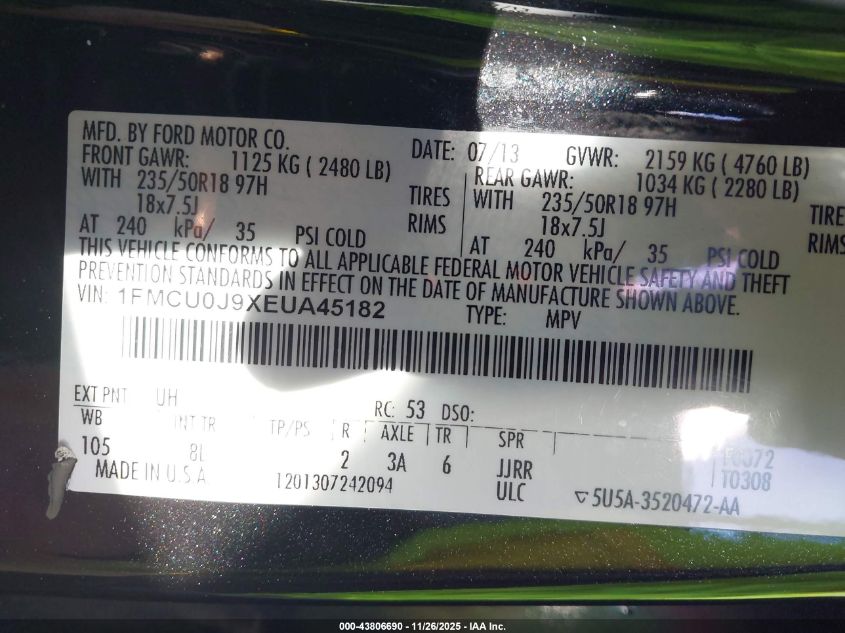 MFD. BY FORD MOTOR CO.
DATE: 07/13 GVWR: 2159 KG ( 4760 LB)
FRONT GAWR: 1125 KG ( 2480 LB) REAR GAWR: 1034 KG ( 2280 LB)
WITH 235/50R18 97H TIRES WITH 235/50R18 97H TIRE
18x7.5J RIMS 18x7.5J RIMS
AT 240 kPa/ 35 PSI COLD AT 240 kPa/ 35 PSI COLD
THIS VEHICLE CONFORMS TO ALL APPLICABLE FEDERAL MOTOR VEHICLE SAFETY AND THEFT
PREVENTION STANDARDS IN EFFECT ON THE DATE OF MANUFACTURE SHOWN ABOVE.
VIN: 1FMCU0J9XEUA45182 TYPE: MPV
EXT PNT UH RC: 53 DSO:
WB INT TR TP/PS R AXLE TR SPR
105 8L 2 3A 6 JJRR
MADE IN U.S.A. 1201307242094 ULC T0308
5U5A-3520472-AA
000-43806690 - 11/26/2025 - IAA Inc.